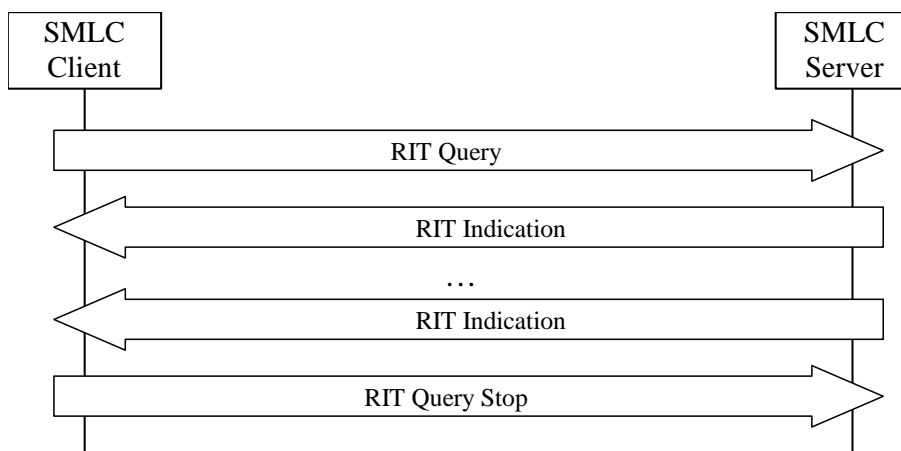 SMLC
Client
SMLC
Server
RIT Query
RIT Indication
...
RIT Indication
RIT Query Stop